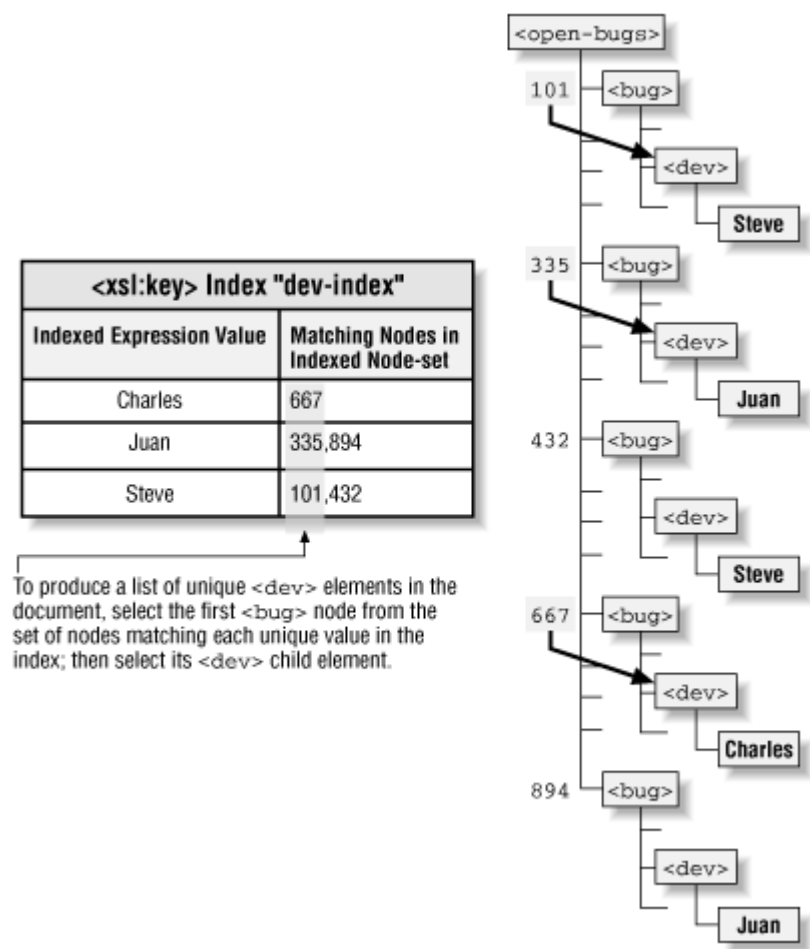 <xsl:key> Index "dev-index"
Indexed Expression Value
Matching Nodes in
Indexed Node-set
Charles
667
Juan
335,894
Steve
101,432
To produce a list of unique <dev> elements in the
document, select the first <bug> node from the
set of nodes matching each unique value in the
index; then select its <dev> child element.
<open-bugs>
101
<bug>
<dev>
Steve
335
<bug>
<dev>
Juan
432
<bug>
<dev>
Steve
667
<bug>
<dev>
Charles
894
<bug>
<dev>
Juan